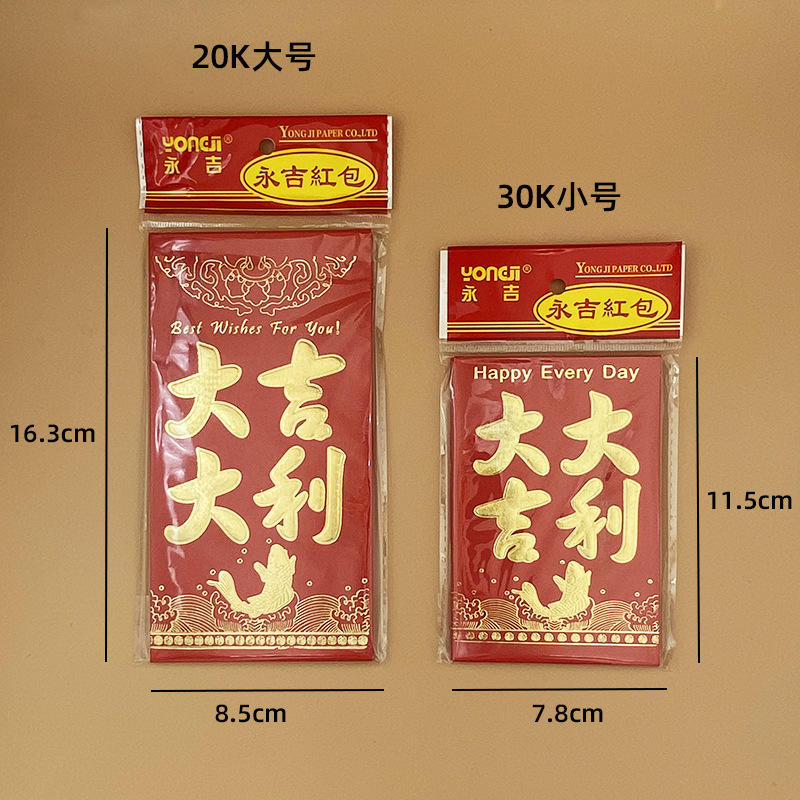 20K大号
YONGJI®
永吉
YONG JI PAPER CO.,LTD
永吉紅包
Best Wishes For You!
大吉
大利
16.3cm
8.5cm
30K小号
YONGJI®
永吉
YONG JI PAPER CO.,LTD
永吉紅包
Happy Every Day
大大
吉利
11.5cm
7.8cm